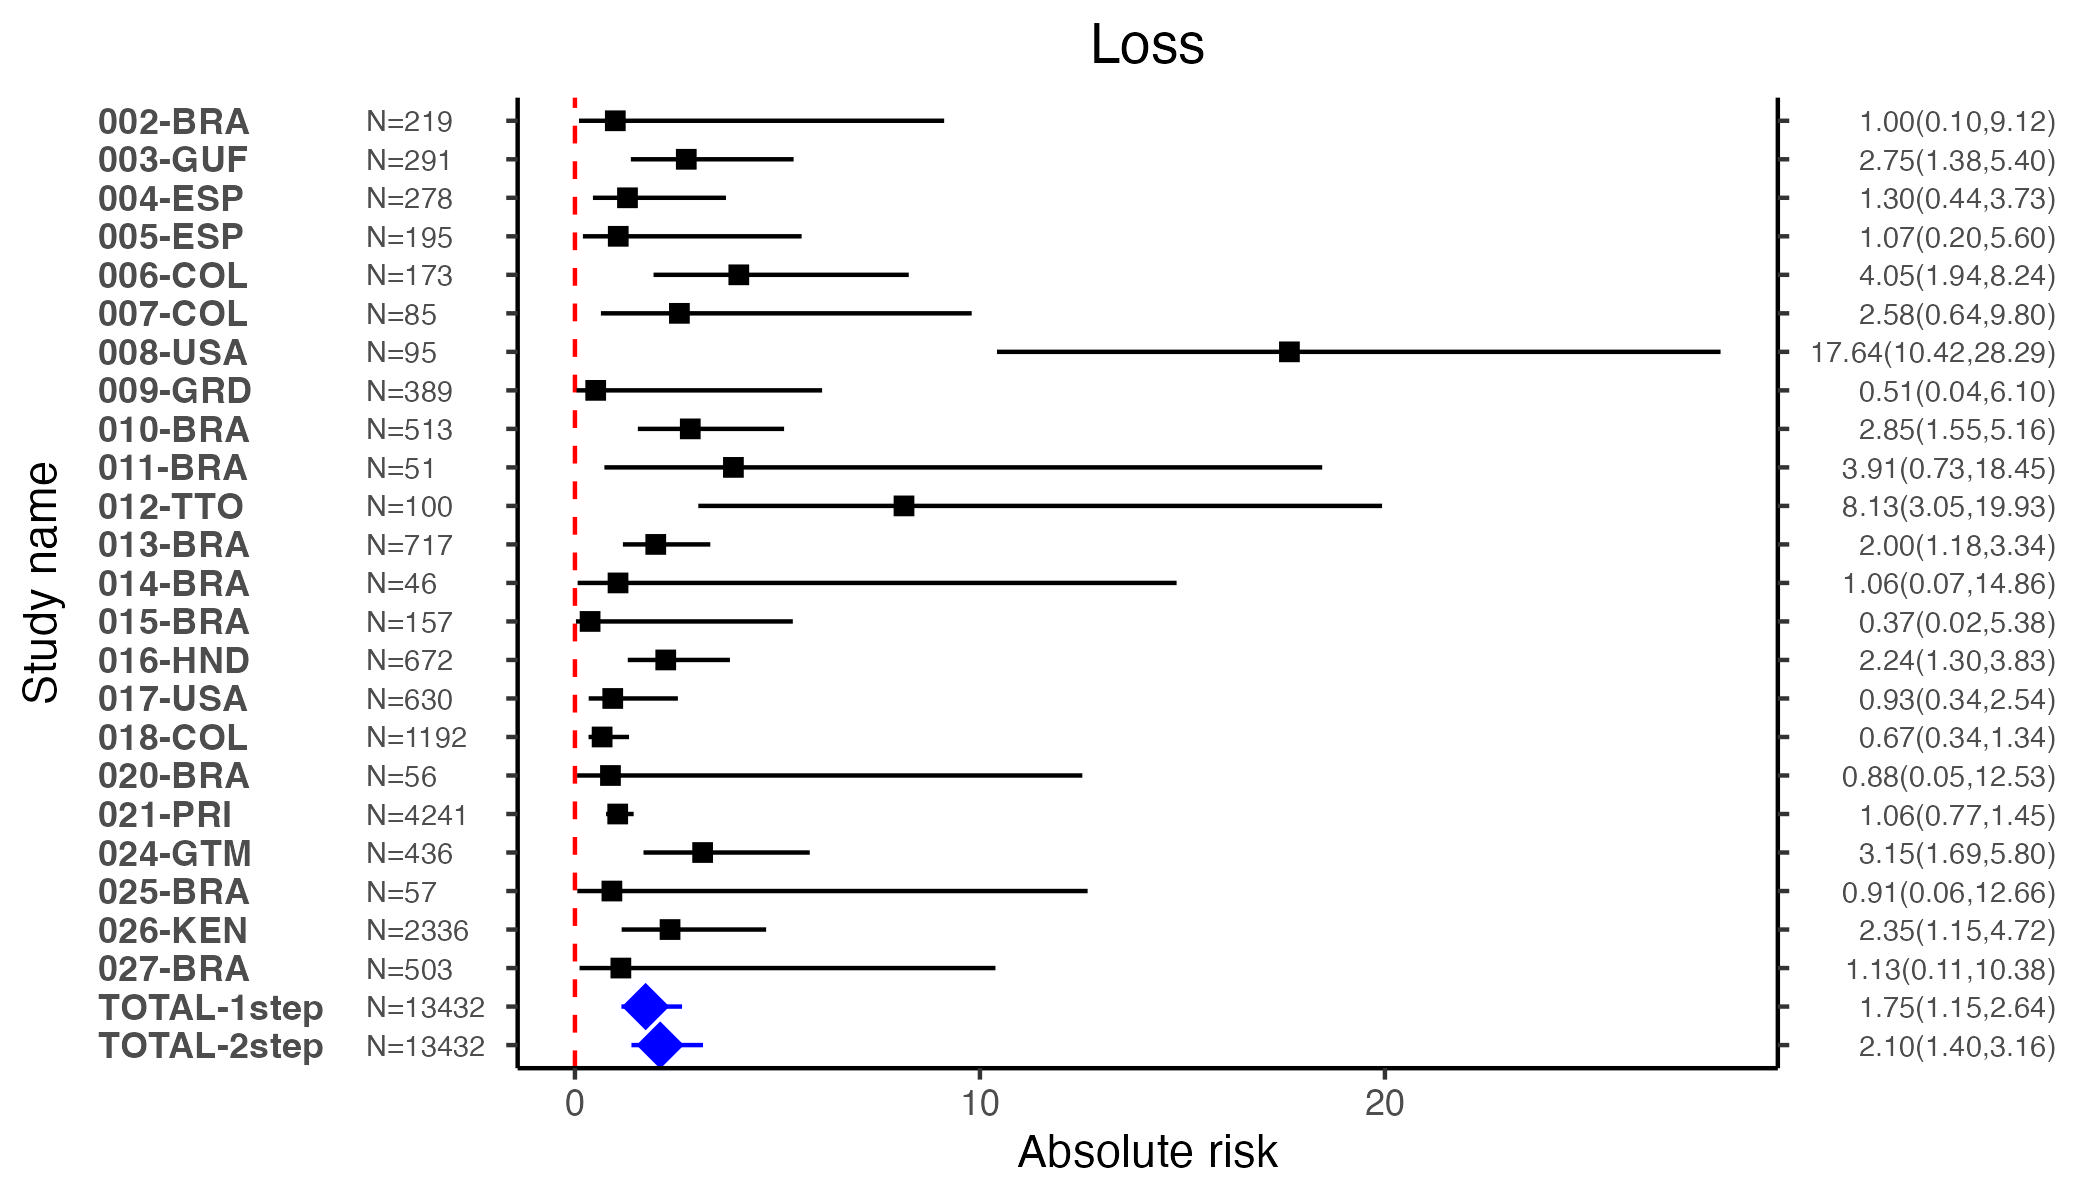 Loss
002-BRA N=219 1.00(0.10,9.12)
003-GUF N=291 2.75(1.38,5.40)
004-ESP N=278 1.30(0.44,3.73)
005-ESP N=195 1.07(0.20,5.60)
006-COL N=173 4.05(1.94,8.24)
007-COL N=85 2.58(0.64,9.80)
008-USA N=95 17.64(10.42,28.29)
009-GRD N=389 0.51(0.04,6.10)
010-BRA N=513 2.85(1.55,5.16)
011-BRA N=51 3.91(0.73,18.45)
012-TTO N=100 8.13(3.05,19.93)
013-BRA N=717 2.00(1.18,3.34)
014-BRA N=46 1.06(0.07,14.86)
015-BRA N=157 0.37(0.02,5.38)
016-HND N=672 2.24(1.30,3.83)
017-USA N=630 0.93(0.34,2.54)
018-COL N=1192 0.67(0.34,1.34)
020-BRA N=56 0.88(0.05,12.53)
021-PRI N=4241 1.06(0.77,1.45)
024-GTM N=436 3.15(1.69,5.80)
025-BRA N=57 0.91(0.06,12.66)
026-KEN N=2336 2.35(1.15,4.72)
027-BRA N=503 1.13(0.11,10.38)
TOTAL-1step N=13432 1.75(1.15,2.64)
TOTAL-2step N=13432 2.10(1.40,3.16)
Study name
0 10 20
Absolute risk